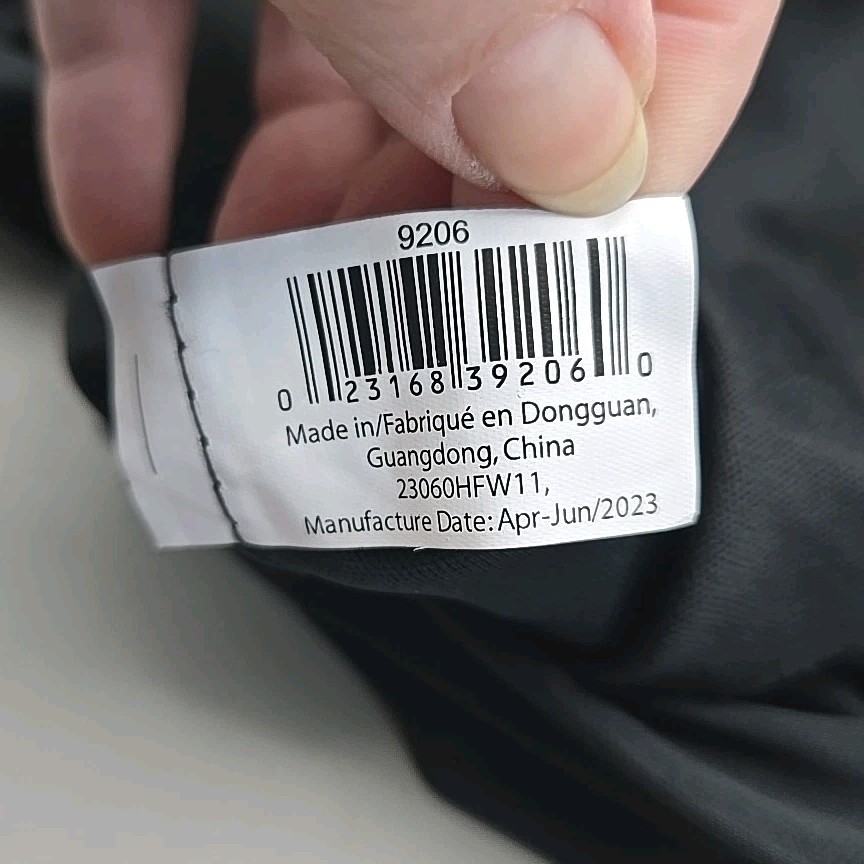 9206
0 23168 39206 0
Made in/Fabriqué en Dongguan,
Guangdong, China
23060HFW11,
Manufacture Date: Apr-Jun/2023